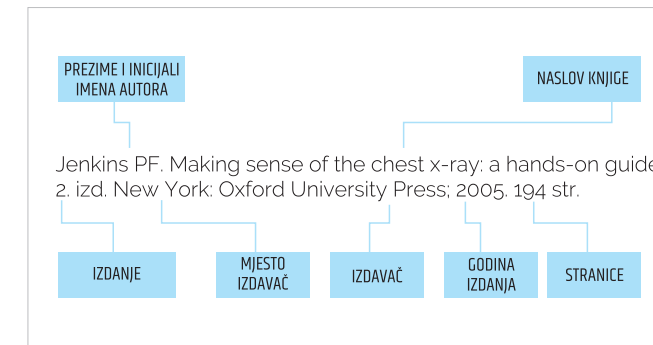 PREZIME I INICIJALI
IMENA AUTORA
NASLOV KNJIGE
Jenkins PF. Making sense of the chest x-ray: a hands-on guide
2. izd. New York: Oxford University Press; 2005. 194 str.
IZDANJE
MJESTO
IZDAVAČ
IZDAVAČ
GODINA
IZDANJA
STRANICE